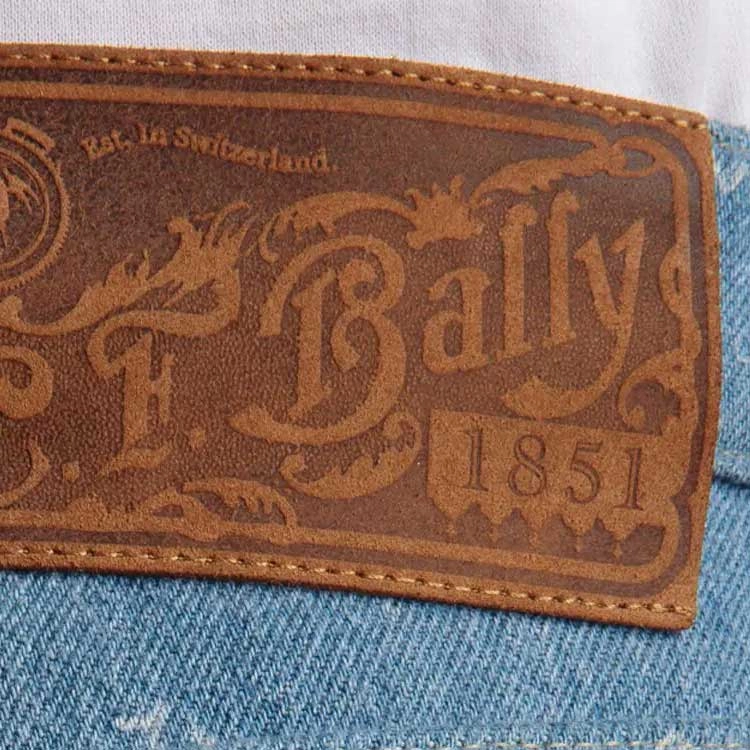 Est. in Switzerland.
F. Bally
1851